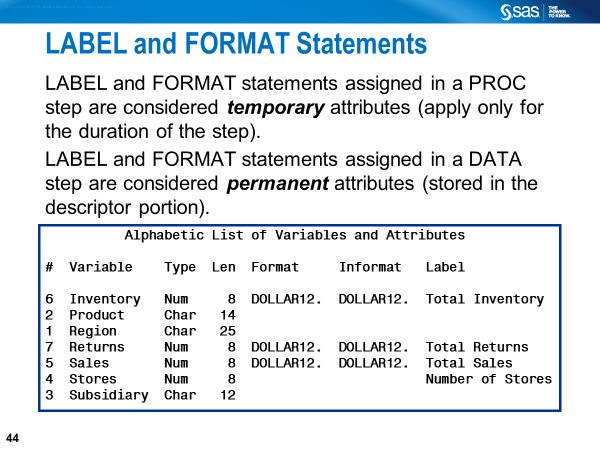 sas THE POWER TO KNOW.
LABEL and FORMAT Statements
LABEL and FORMAT statements assigned in a PROC
step are considered temporary attributes (apply only for
the duration of the step).
LABEL and FORMAT statements assigned in a DATA
step are considered permanent attributes (stored in the
descriptor portion).
Alphabetic List of Variables and Attributes
# Variable Type Len Format Informat Label
6 Inventory Num 8 DOLLAR12. DOLLAR12. Total Inventory
2 Product Char 14
1 Region Char 25
7 Returns Num 8 DOLLAR12. DOLLAR12. Total Returns
5 Sales Num 8 DOLLAR12. DOLLAR12. Total Sales
4 Stores Num 8 Number of Stores
3 Subsidiary Char 12
44